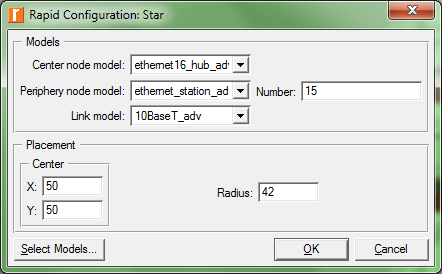 Rapid Configuration: Star
Models
Center node model: ethernet16_hub_adv
Periphery node model: ethernet_station_ad Number: 15
Link model: 10BaseT_adv
Placement
Center
X: 50
Radius: 42
Y: 50
Select Models... OK Cancel